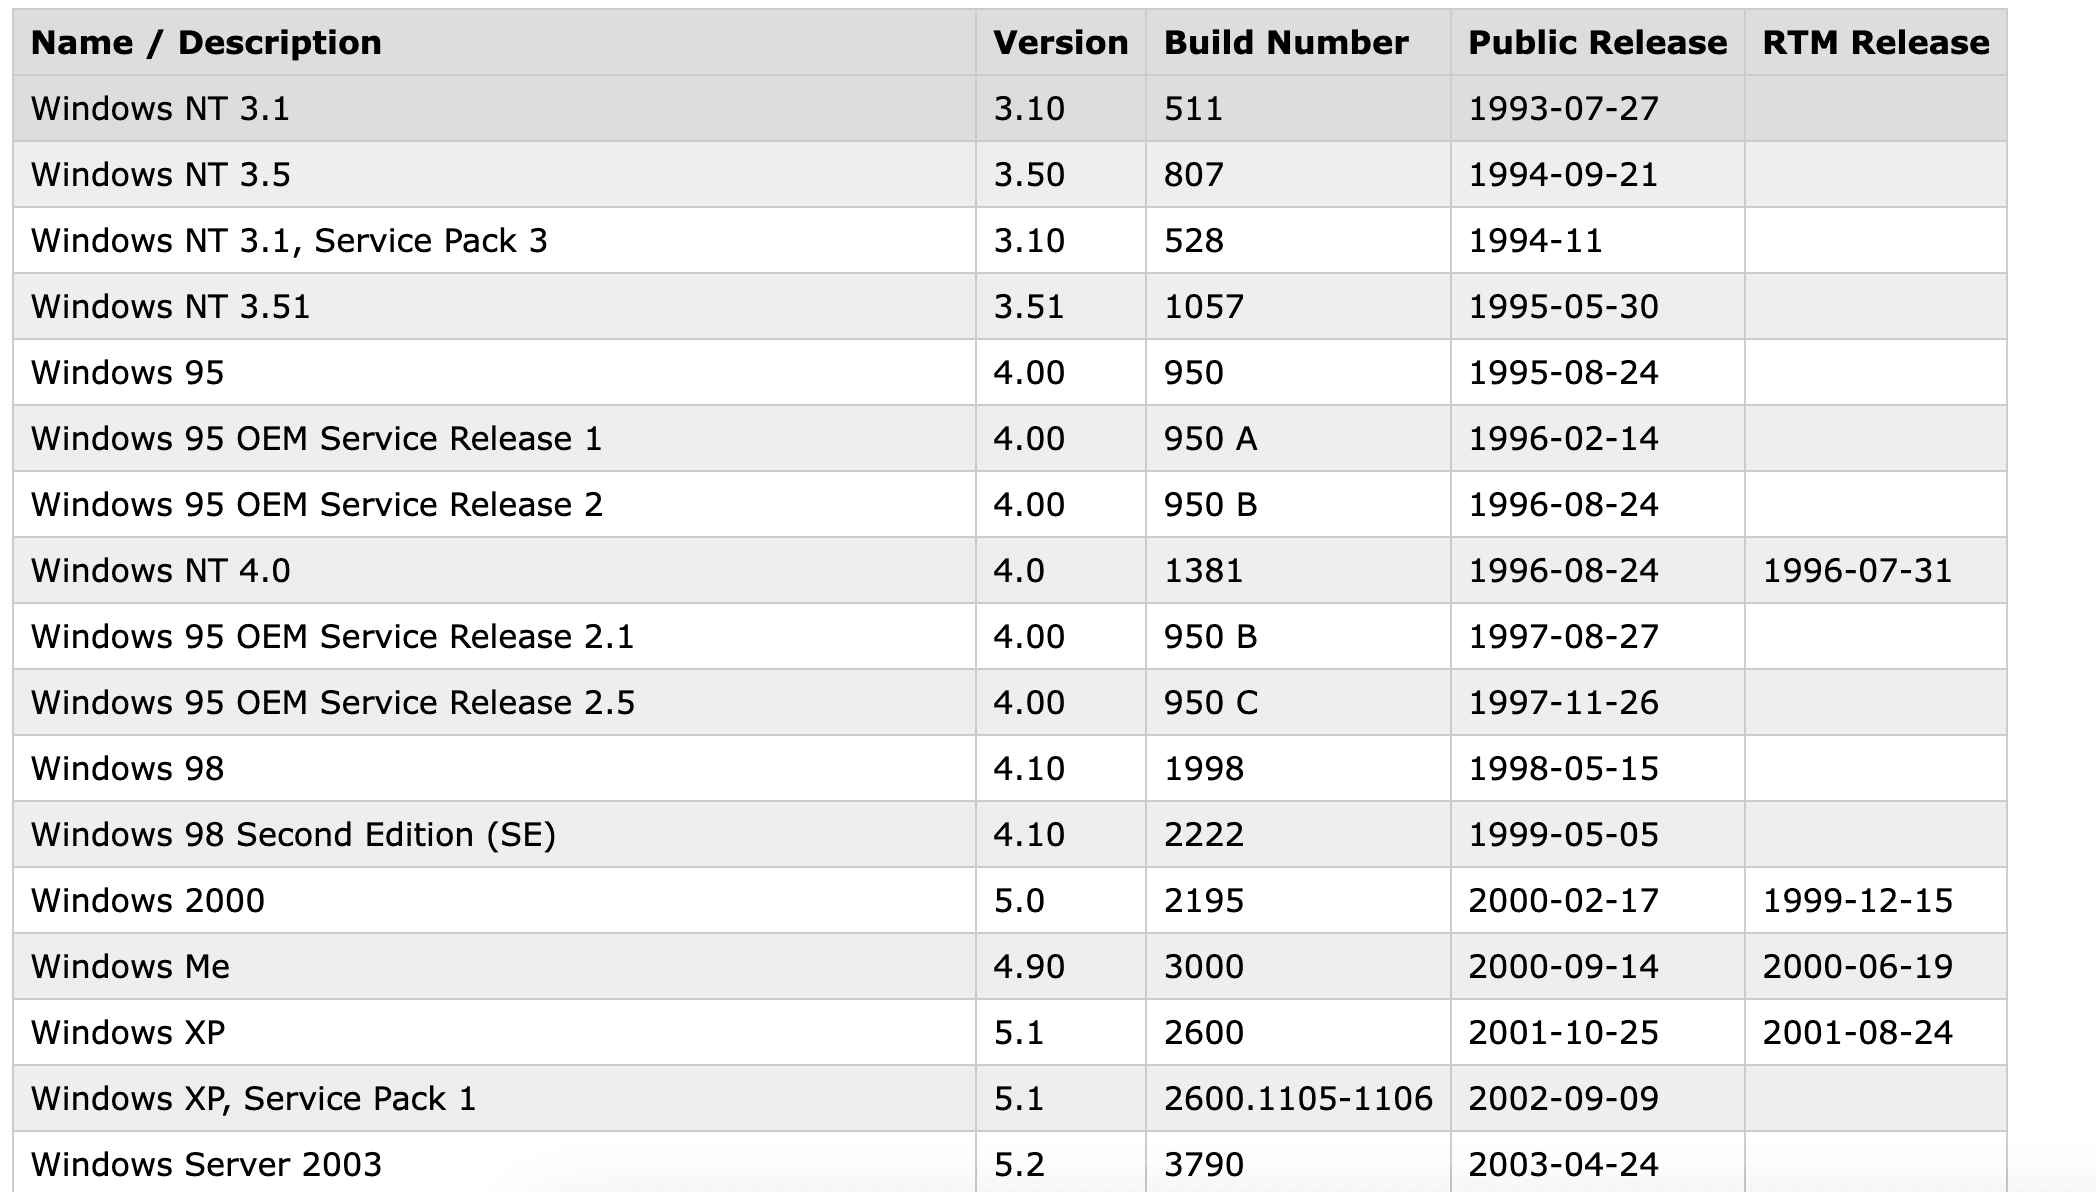 Name / Description Version Build Number Public Release RTM Release
Windows NT 3.1 3.10 511 1993-07-27
Windows NT 3.5 3.50 807 1994-09-21
Windows NT 3.1, Service Pack 3 3.10 528 1994-11
Windows NT 3.51 3.51 1057 1995-05-30
Windows 95 4.00 950 1995-08-24
Windows 95 OEM Service Release 1 4.00 950 A 1996-02-14
Windows 95 OEM Service Release 2 4.00 950 B 1996-08-24
Windows NT 4.0 4.0 1381 1996-08-24 1996-07-31
Windows 95 OEM Service Release 2.1 4.00 950 B 1997-08-27
Windows 95 OEM Service Release 2.5 4.00 950 C 1997-11-26
Windows 98 4.10 1998 1998-05-15
Windows 98 Second Edition (SE) 4.10 2222 1999-05-05
Windows 2000 5.0 2195 2000-02-17 1999-12-15
Windows Me 4.90 3000 2000-09-14 2000-06-19
Windows XP 5.1 2600 2001-10-25 2001-08-24
Windows XP, Service Pack 1 5.1 2600.1105-1106 2002-09-09
Windows Server 2003 5.2 3790 2003-04-24